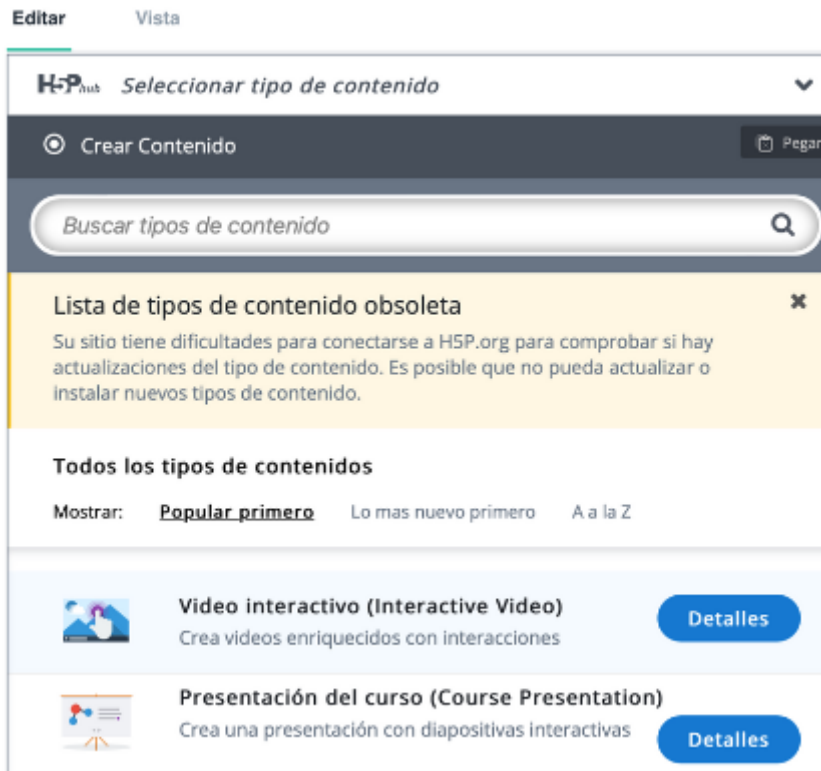 Editar Vista
H5Phub Seleccionar tipo de contenido
Crear Contenido Pegar
Buscar tipos de contenido
Lista de tipos de contenido obsoleta
Su sitio tiene dificultades para conectarse a H5P.org para comprobar si hay
actualizaciones del tipo de contenido. Es posible que no pueda actualizar o
instalar nuevos tipos de contenido.
Todos los tipos de contenidos
Mostrar: Popular primero Lo mas nuevo primero A a la Z
Video interactivo (Interactive Video)
Crea videos enriquecidos con interacciones
Detalles
Presentación del curso (Course Presentation)
Crea una presentación con diapositivas interactivas
Detalles